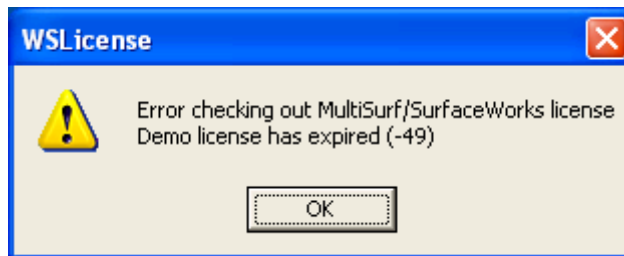 WSLicense
Error checking out MultiSurf/SurfaceWorks license
Demo license has expired (-49)
OK